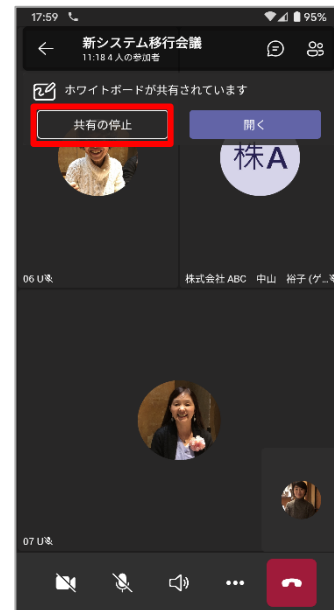 17:59 95%
新システム移行会議
11:18 4 人の参加者
ホワイトボードが共有されています
共有の停止 開く
株A
06 U 株式会社 ABC 中山 裕子 (ゲ...
07 U